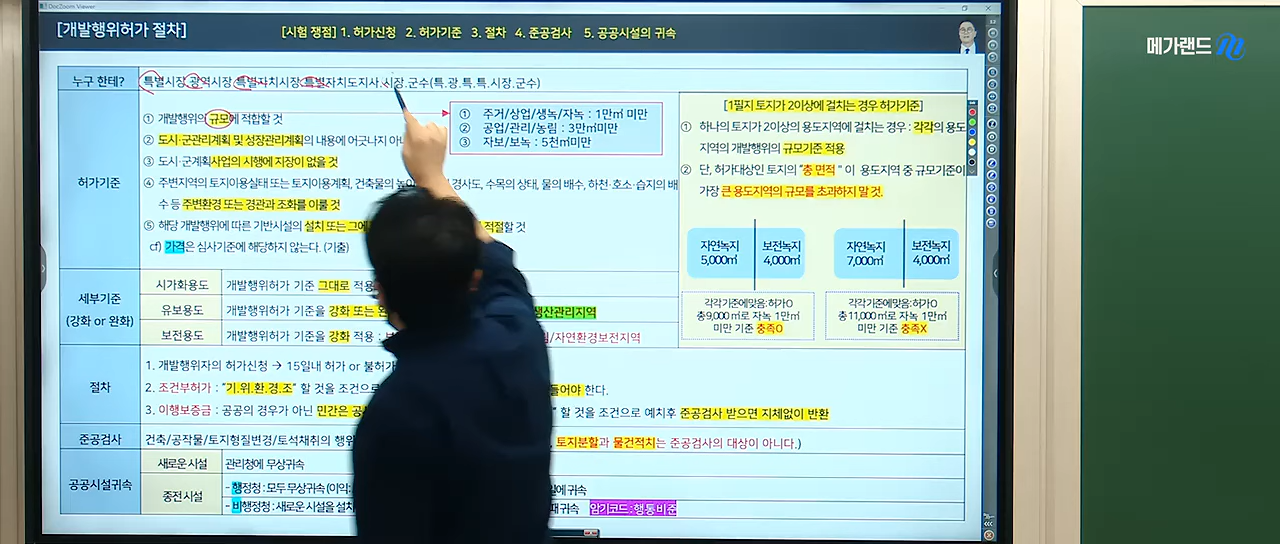 DocZoom Viewer
[개발행위허가 절차]
[시험 쟁점] 1. 허가신청 2. 허가기준 3. 절차 4. 준공검사 5. 공공시설의 귀속
메가랜드
누구 한테?
특별시장.광역시장.특별자치시장.특별자치도지사.시장.군수(특.광.특.특.시장.군수)
허가기준
① 개발행위의 규모에 적합할 것
② 도시·군관리계획 및 성장관리계획의 내용에 어긋나지 아니
③ 도시·군계획사업의 시행에 지장이 없을 것
④ 주변지역의 토지이용실태 또는 토지이용계획, 건축물의 높이 경사도, 수목의 상태, 물의 배수, 하천·호소·습지의 배
수 등 주변환경 또는 경관과 조화를 이룰 것
⑤ 해당 개발행위에 따른 기반시설의 설치 또는 그에 적절할 것
cf) 가격은 심사기준에 해당하지 않는다. (기출)
① 주거/상업/생녹/자녹 : 1만㎡ 미만
② 공업/관리/농림 : 3만㎡미만
③ 자보/보녹 : 5천㎡미만
[1필지 토지가 2이상에 걸치는 경우 허가기준]
① 하나의 토지가 2이상의 용도지역에 걸치는 경우 : 각각의 용도
지역의 개발행위의 규모기준 적용
② 단, 허가대상인 토지의 "총 면적" 이 용도지역 중 규모기준이
가장 큰 용도지역의 규모를 초과하지 말 것.
자연녹지
5,000㎡
보전녹지
4,000㎡
자연녹지
7,000㎡
보전녹지
4,000㎡
각각기준에맞음:허가O
총9,000㎡로 자녹 1만㎡
미만 기준 충족O
각각기준에맞음:허가O
총11,000㎡로 자녹 1만㎡
미만 기준 충족X
세부기준
(강화 or 완화)
시가화용도
개발행위허가 기준 그대로 적용
유보용도
개발행위허가 기준을 강화 또는 완 생산관리지역
보전용도
개발행위허가 기준을 강화 적용 : /자연환경보전지역
절차
1. 개발행위자의 허가신청 → 15일내 허가 or 불허가
2. 조건부허가 : "기.위.환.경.조" 할 것을 조건으로 들어야 한다.
3. 이행보증금 : 공공의 경우가 아닌 민간은 공 " 할 것을 조건으로 예치후 준공검사 받으면 지체없이 반환
준공검사
건축/공작물/토지형질변경/토석채취의 행위 , 토지분할과 물건적치는 준공검사의 대상이 아니다.)
공공시설귀속
새로운 시설
관리청에 무상귀속
종전 시설
- 행정청 : 모두 무상귀속 (이익 에 귀속
- 비행정청 : 새로운 시설을 설치 귀속 암기코드 : 행통비준